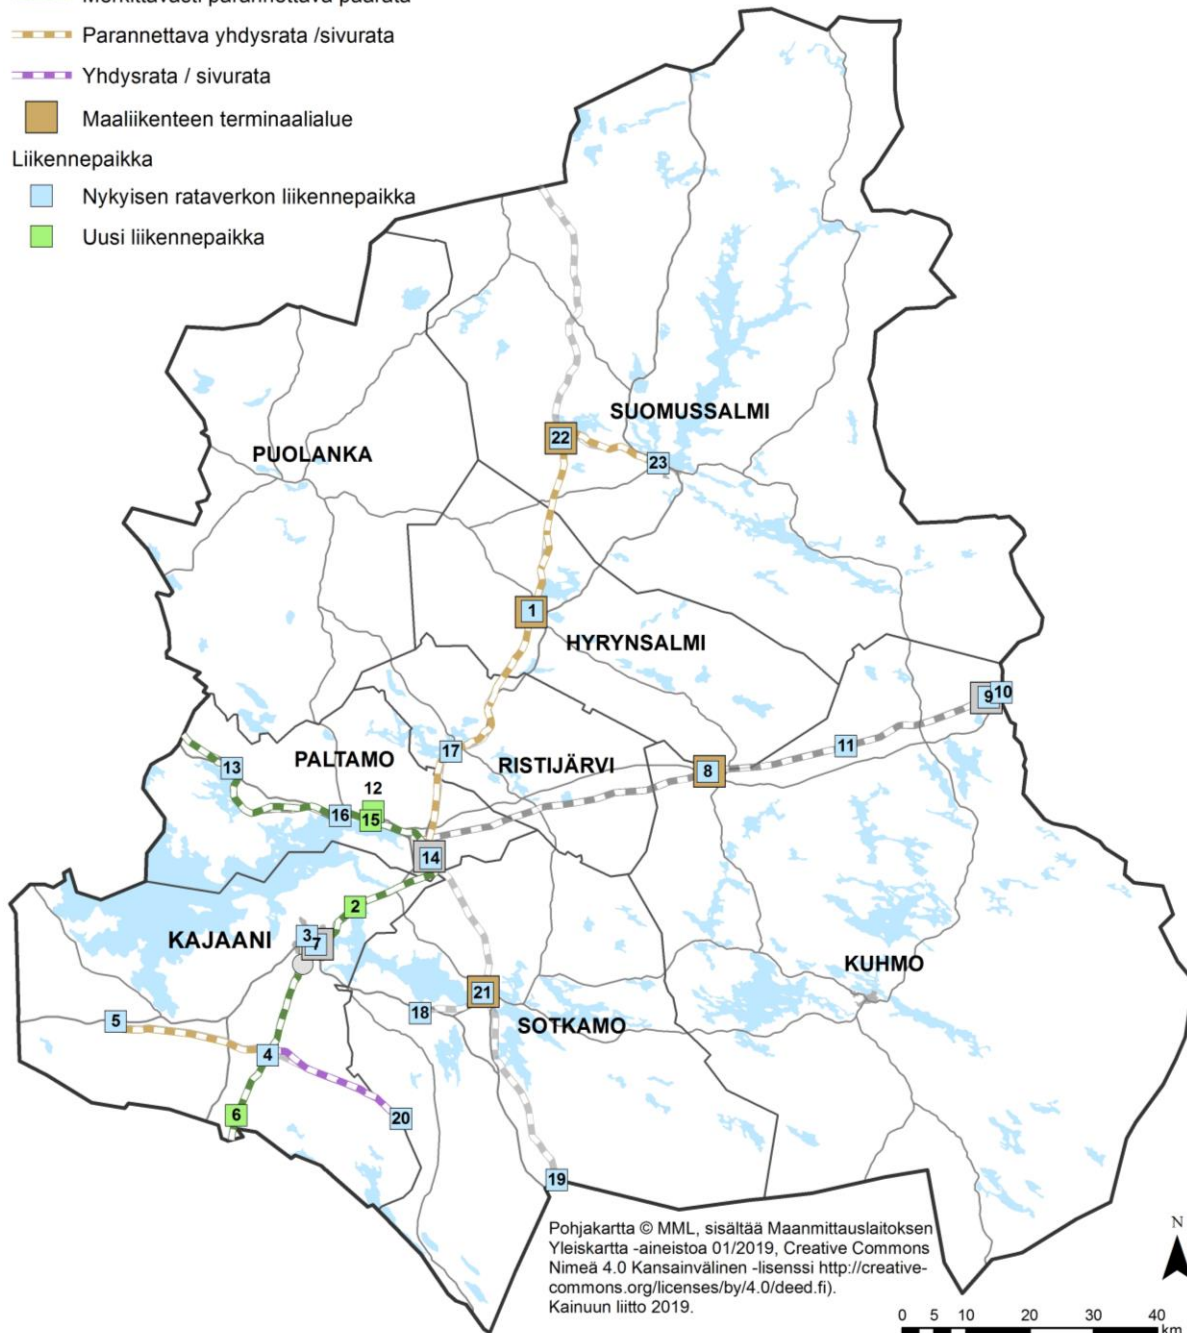 Merkittävästi parannettava päärata
Parannettava yhdysrata /sivurata
Yhdysrata / sivurata
Maaliikenteen terminaalialue
Liikennepaikka
Nykyisen rataverkon liikennepaikka
Uusi liikennepaikka
SUOMUSSALMI
22
PUOLANKA
23
1
HYRYNSALMI
10
9
11
17
PALTAMO
RISTIJÄRVI
13
8
12
16
15
14
2
3
KAJAANI
7
KUHMO
21
18
5
SOTKAMO
4
6
20
19
Pohjakartta © MML, sisältää Maanmittauslaitoksen
Yleiskartta -aineistoa 01/2019, Creative Commons
Nimeä 4.0 Kansainvälinen -lisenssi http://creative-
commons.org/licenses/by/4.0/deed.fi).
Kainuun liitto 2019.
N
0 5 10 20 30 40
km